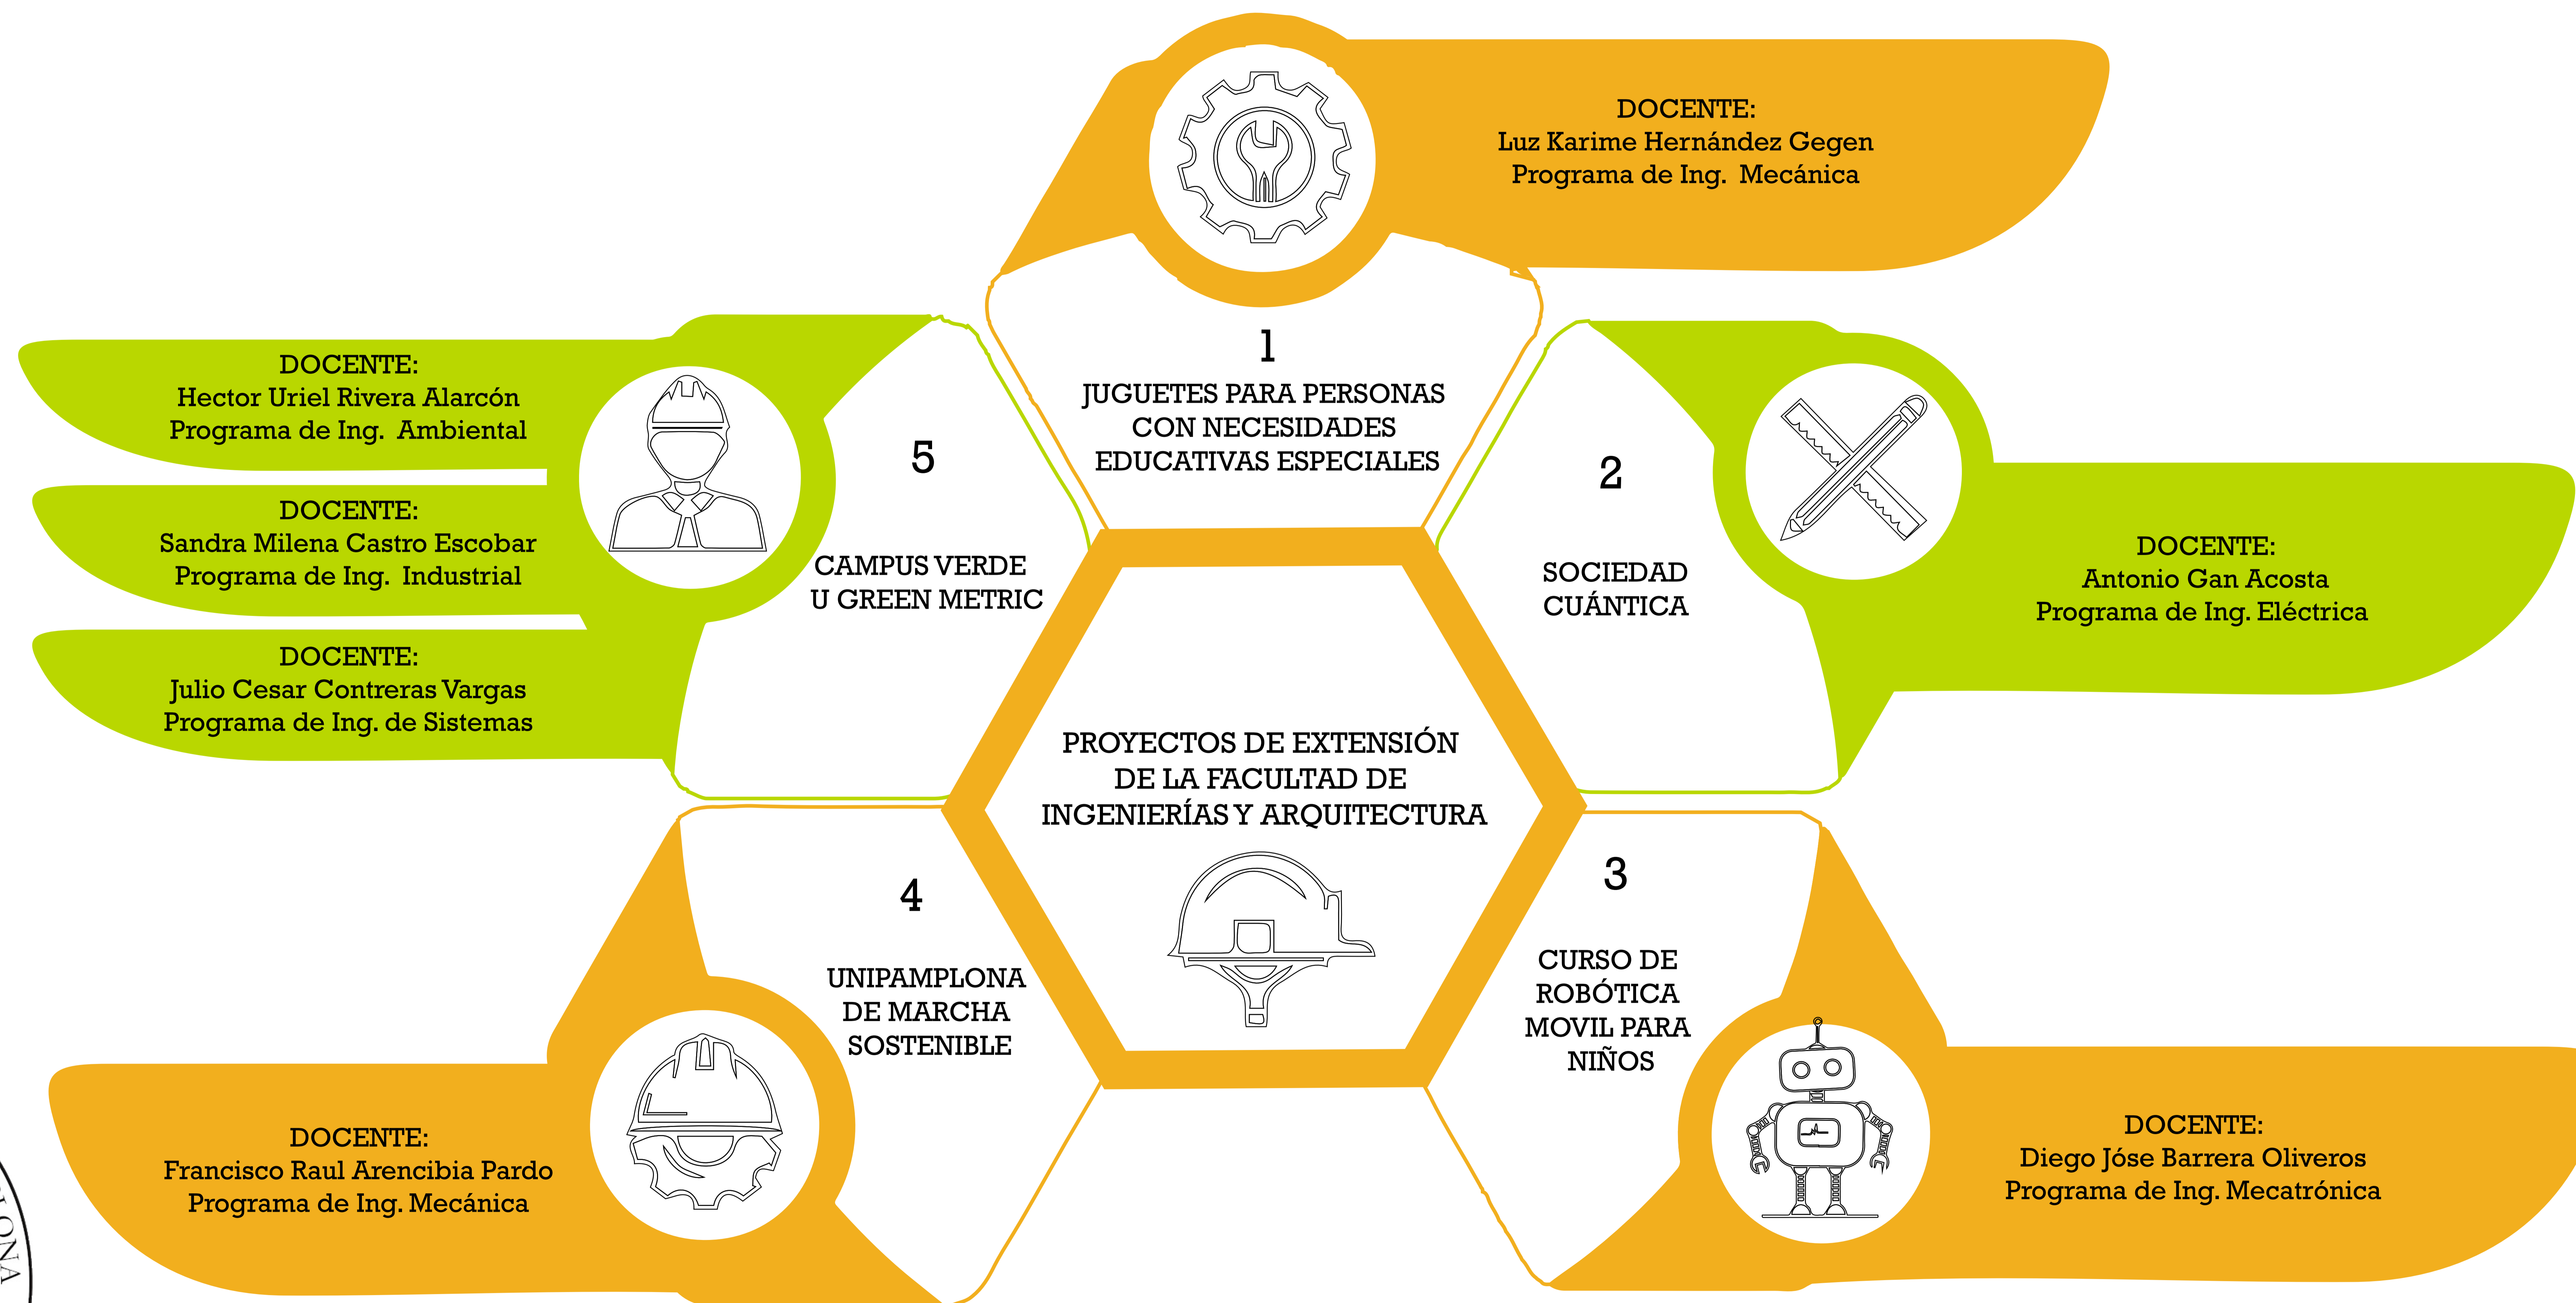 DOCENTE:
Luz Karime Hernández Gegen
Programa de Ing. Mecánica
1
JUGUETES PARA PERSONAS
CON NECESIDADES
EDUCATIVAS ESPECIALES
2
SOCIEDAD
CUÁNTICA
DOCENTE:
Antonio Gan Acosta
Programa de Ing. Eléctrica
3
CURSO DE
ROBÓTICA
MOVIL PARA
NIÑOS
DOCENTE:
Diego Jóse Barrera Oliveros
Programa de Ing. Mecatrónica
4
UNIPAMPLONA
DE MARCHA
SOSTENIBLE
DOCENTE:
Francisco Raul Arencibia Pardo
Programa de Ing. Mecánica
5
CAMPUS VERDE
U GREEN METRIC
DOCENTE:
Hector Uriel Rivera Alarcón
Programa de Ing. Ambiental
DOCENTE:
Sandra Milena Castro Escobar
Programa de Ing. Industrial
DOCENTE:
Julio Cesar Contreras Vargas
Programa de Ing. de Sistemas
PROYECTOS DE EXTENSIÓN
DE LA FACULTAD DE
INGENIERÍAS Y ARQUITECTURA